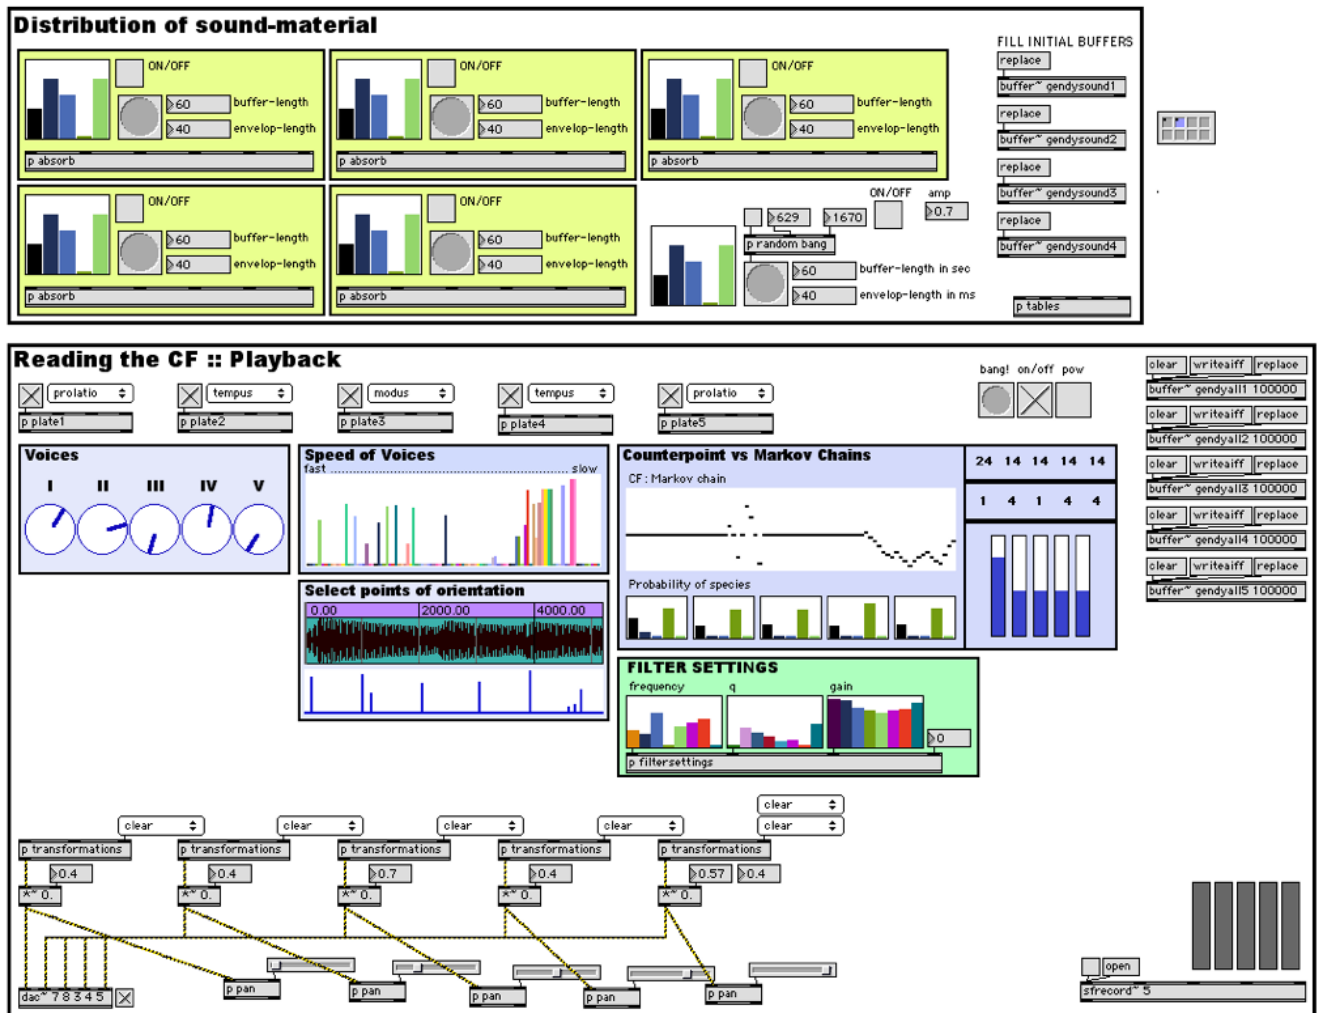 Distribution of sound-material
ON/OFF
60 buffer-length
40 envelop-length
p absorb
ON/OFF
60 buffer-length
40 envelop-length
p absorb
ON/OFF
60 buffer-length
40 envelop-length
p absorb
FILL INITIAL BUFFERS
replace
buffer~ gendysound1
replace
buffer~ gendysound2
replace
buffer~ gendysound3
replace
buffer~ gendysound4
ON/OFF
60 buffer-length
40 envelop-length
p absorb
ON/OFF
60 buffer-length
40 envelop-length
p absorb
ON/OFF amp
629 1670 0.7
p random bang
60 buffer-length in sec
40 envelop-length in ms
p tables
Reading the CF :: Playback
prolatio tempus modus tempus prolatio
p plate1 p plate2 p plate3 p plate4 p plate5
bang! on/off pow
clear writeaiff replace
buffer~ gendyall1 100000
clear writeaiff replace
buffer~ gendyall2 100000
clear writeaiff replace
buffer~ gendyall3 100000
clear writeaiff replace
buffer~ gendyall4 100000
clear writeaiff replace
buffer~ gendyall5 100000
Voices
I II III IV V
Speed of Voices
fast slow
Select points of orientation
0.00 2000.00 4000.00
Counterpoint vs Markov Chains
CF: Markov chain
Probability of species
24 14 14 14 14
1 4 1 4 4
FILTER SETTINGS
frequency q gain
0
p filtersettings
clear
clear clear clear clear clear
p transformations p transformations p transformations p transformations p transformations
0.4 0.4 0.7 0.4 0.57 0.4
*~ 0. *~ 0. *~ 0. *~ 0. *~ 0.
p pan p pan p pan p pan p pan
dac~ 7 8 3 4 5
open
sfrecord~ 5